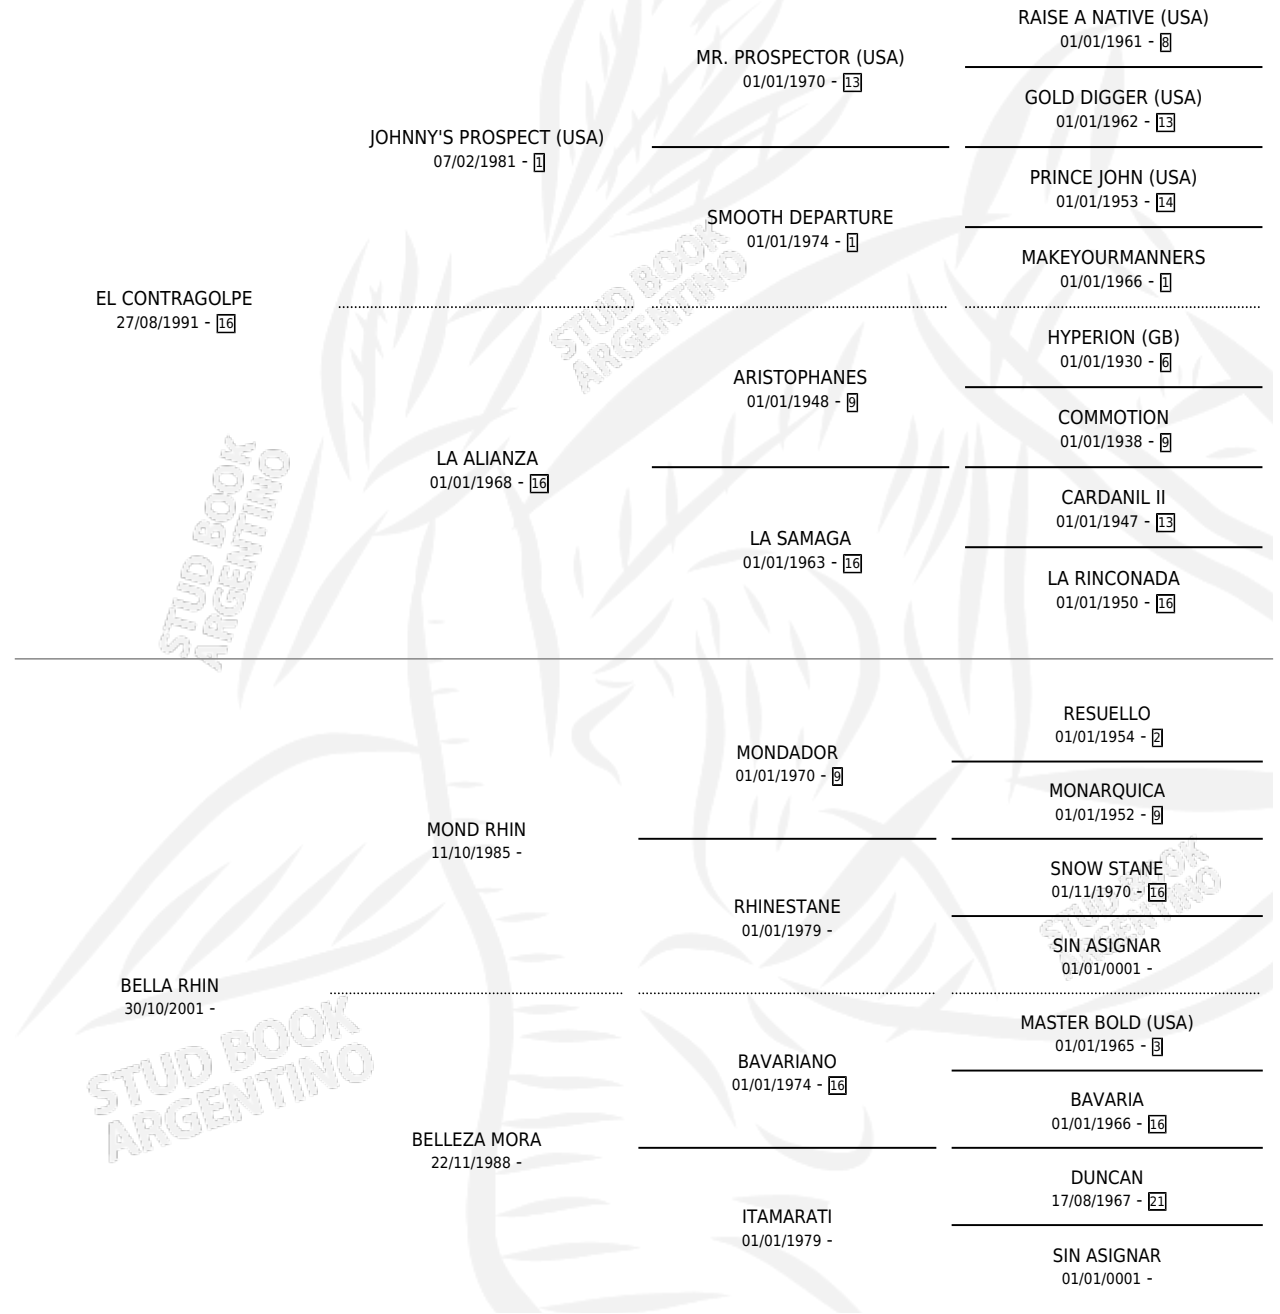 RAISE A NATIVE (USA)
01/01/1961 - 8
MR. PROSPECTOR (USA)
01/01/1970 - 13
GOLD DIGGER (USA)
01/01/1962 - 13
JOHNNY'S PROSPECT (USA)
07/02/1981 - 1
PRINCE JOHN (USA)
01/01/1953 - 14
SMOOTH DEPARTURE
01/01/1974 - 1
MAKEYOURMANNERS
01/01/1966 - 1
EL CONTRAGOLPE
27/08/1991 - 16
STUD BOOK
ARGENTINO
HYPERION (GB)
01/01/1930 - 6
ARISTOPHANES
01/01/1948 - 9
COMMOTION
01/01/1938 - 9
LA ALIANZA
01/01/1968 - 16
CARDANIL II
01/01/1947 - 13
LA SAMAGA
01/01/1963 - 16
LA RINCONADA
01/01/1950 - 16
STUD BOOK
ARGENTINO
RESUELLO
01/01/1954 - 2
MONDADOR
01/01/1970 - 9
MONARQUICA
01/01/1952 - 9
MOND RHIN
11/10/1985 -
SNOW STANE
01/11/1970 - 16
RHINESTANE
01/01/1979 -
SIN ASIGNAR
01/01/0001 -
STUD BOOK
ARGENTINO
BELLA RHIN
30/10/2001 -
MASTER BOLD (USA)
01/01/1965 - 3
BAVARIANO
01/01/1974 - 16
BAVARIA
01/01/1966 - 16
STUD BOOK
ARGENTINO
BELLEZA MORA
22/11/1988 -
DUNCAN
17/08/1967 - 21
ITAMARATI
01/01/1979 -
SIN ASIGNAR
01/01/0001 -